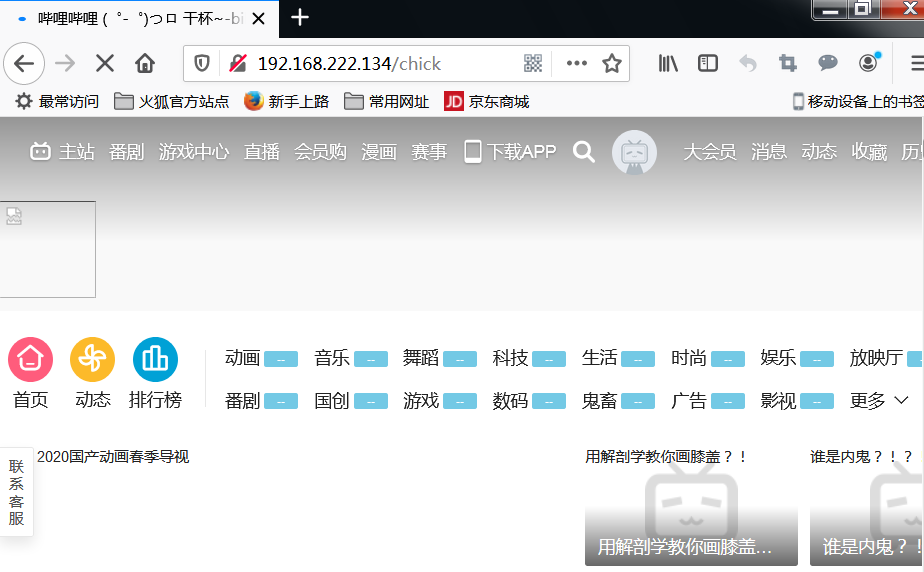 哔哩哔哩 ( ゜- ゜)つロ 干杯~-bi
192.168.222.134/chick
最常访问 火狐官方站点 新手上路 常用网址 JD 京东商城 移动设备上的书签
主站 番剧 游戏中心 直播 会员购 漫画 赛事 下载APP 大会员 消息 动态 收藏
动画 -- 音乐 -- 舞蹈 -- 科技 -- 生活 -- 时尚 -- 娱乐 -- 放映厅
首页 动态 排行榜
番剧 -- 国创 -- 游戏 -- 数码 -- 鬼畜 -- 广告 -- 影视 -- 更多
联系客服
2020国产动画春季导视 用解剖学教你画膝盖？！ 谁是内鬼？！？
用解剖学教你画膝盖... 谁是内鬼？！